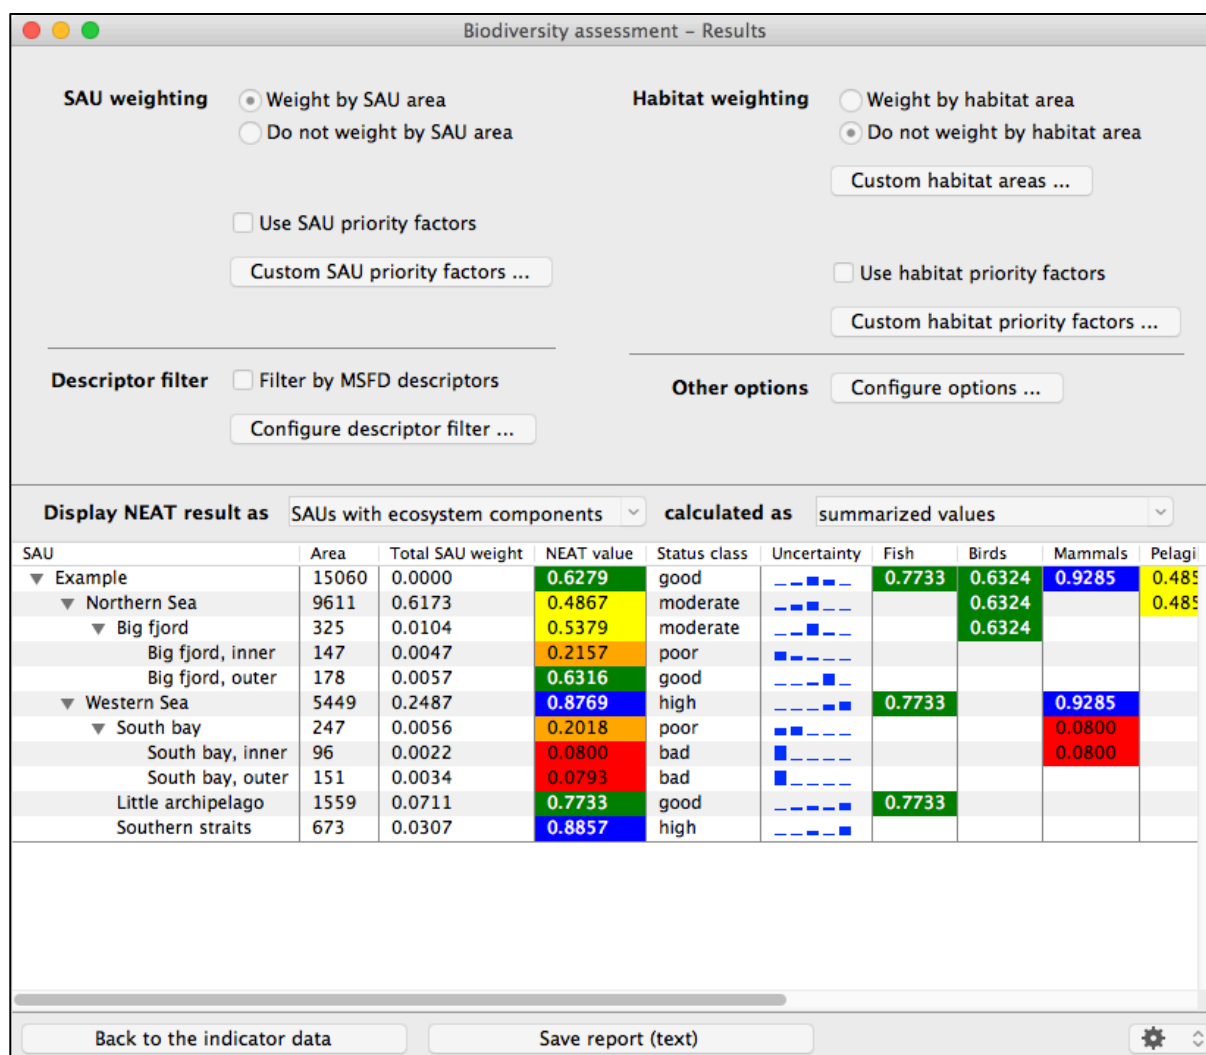 Biodiversity assessment – Results
SAU weighting Weight by SAU area Habitat weighting Weight by habitat area
Do not weight by SAU area Do not weight by habitat area
Custom habitat areas ...
Use SAU priority factors
Custom SAU priority factors ... Use habitat priority factors
Custom habitat priority factors ...
Descriptor filter Filter by MSFD descriptors Other options Configure options ...
Configure descriptor filter ...
Display NEAT result as SAUs with ecosystem components calculated as summarized values
SAU Area Total SAU weight NEAT value Status class Uncertainty Fish Birds Mammals Pelagi
Example 15060 0.0000 0.6279 good 0.7733 0.6324 0.9285 0.485
Northern Sea 9611 0.6173 0.4867 moderate 0.6324 0.485
Big fjord 325 0.0104 0.5379 moderate 0.6324
Big fjord, inner 147 0.0047 0.2157 poor
Big fjord, outer 178 0.0057 0.6316 good
Western Sea 5449 0.2487 0.8769 high 0.7733 0.9285
South bay 247 0.0056 0.2018 poor 0.0800
South bay, inner 96 0.0022 0.0800 bad 0.0800
South bay, outer 151 0.0034 0.0793 bad
Little archipelago 1559 0.0711 0.7733 good 0.7733
Southern straits 673 0.0307 0.8857 high
Back to the indicator data Save report (text)